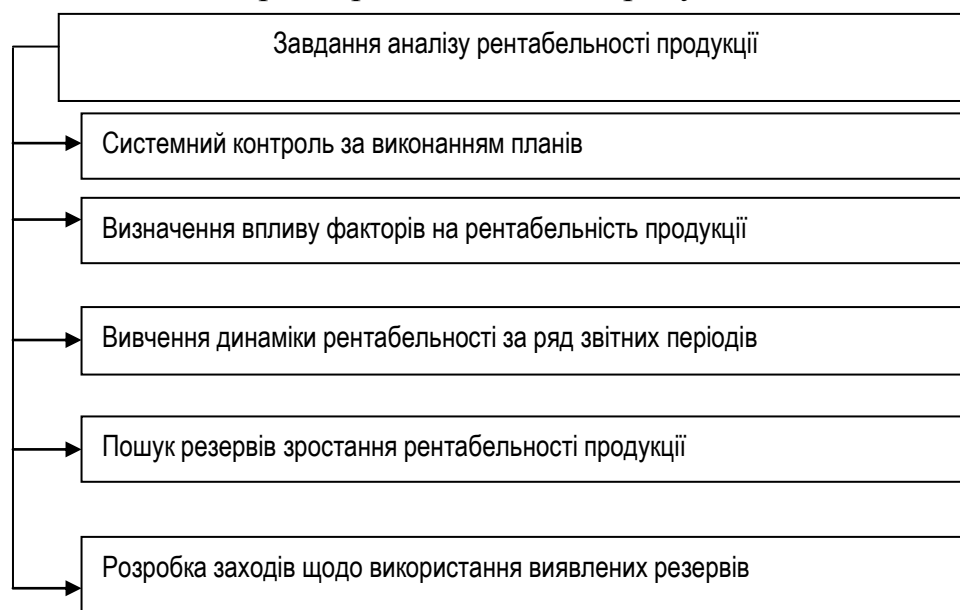 Завдання аналізу рентабельності продукції
Системний контроль за виконанням планів
Визначення впливу факторів на рентабельність продукції
Вивчення динаміки рентабельності за ряд звітних періодів
Пошук резервів зростання рентабельності продукції
Розробка заходів щодо використання виявлених резервів